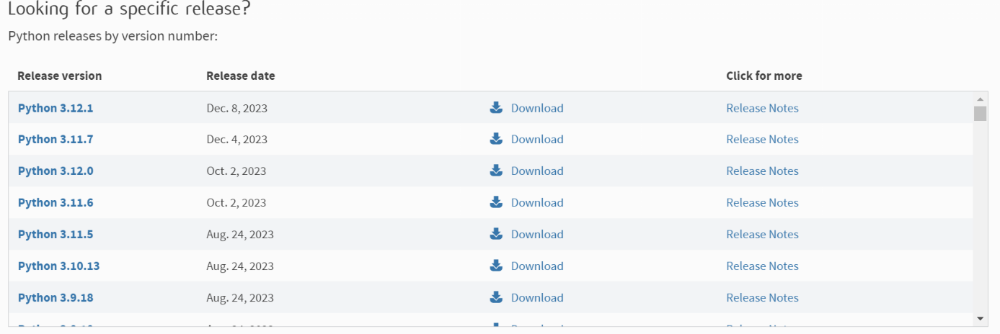 Looking for a specific release?
Python releases by version number:
Release version Release date Click for more
Python 3.12.1 Dec. 8, 2023 Download Release Notes
Python 3.11.7 Dec. 4, 2023 Download Release Notes
Python 3.12.0 Oct. 2, 2023 Download Release Notes
Python 3.11.6 Oct. 2, 2023 Download Release Notes
Python 3.11.5 Aug. 24, 2023 Download Release Notes
Python 3.10.13 Aug. 24, 2023 Download Release Notes
Python 3.9.18 Aug. 24, 2023 Download Release Notes